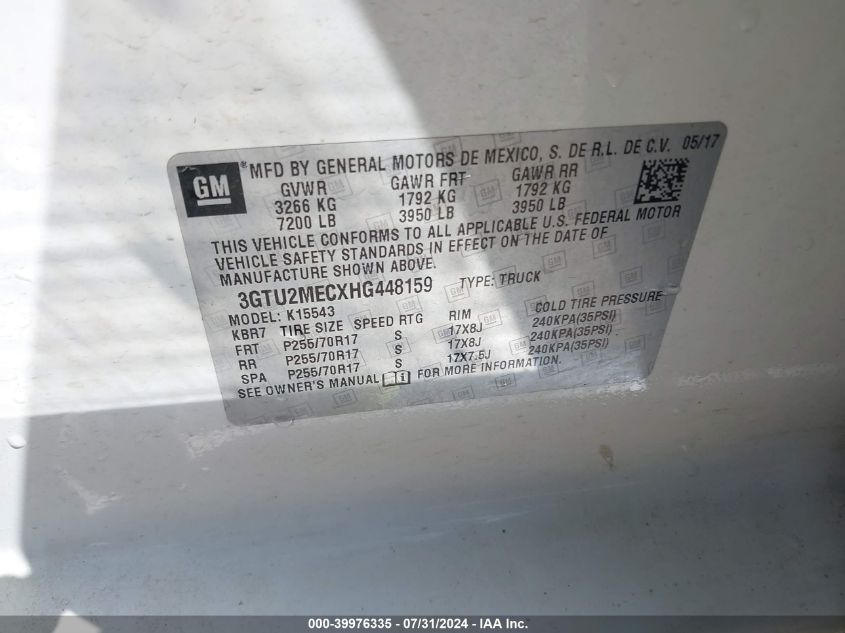 GM ®MFD BY GENERAL MOTORS DE MEXICO, S. DE R.L. DE C.V. 05/17
GVWR GAWR FRT GAWR RR
3266 KG 1792 KG 1792 KG
7200 LB 3950 LB 3950 LB
THIS VEHICLE CONFORMS TO ALL APPLICABLE U.S. FEDERAL MOTOR
VEHICLE SAFETY STANDARDS IN EFFECT ON THE DATE OF
MANUFACTURE SHOWN ABOVE.
3GTU2MECXHG448159 TYPE: TRUCK
MODEL: K15543
KBR7 TIRE SIZE SPEED RTG RIM COLD TIRE PRESSURE
FRT P255/70R17 S 17X8J 240KPA(35PSI)
RR P255/70R17 S 17X8J 240KPA(35PSI)
SPA P255/70R17 S 17X7.5J 240KPA(35PSI)
SEE OWNER'S MANUAL FOR MORE INFORMATION.
000-39976335 / 07/31/2024 - IAA Inc.